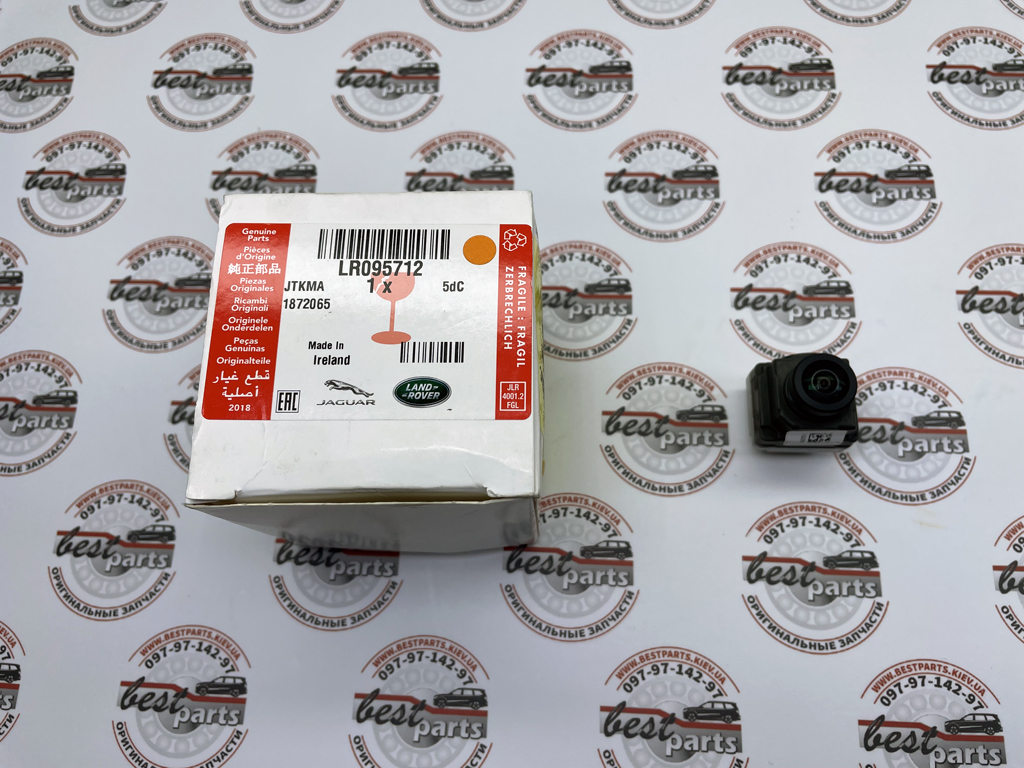 Genuine
Parts
Pièces
d'Origine
純正部品
Piezas
Originales
Ricambi
Originali
Originele
Onderdelen
Peças
Genuinas
Originalteile
قطع غيار
أصلية
2018
LR095712
JTKMA 1 x 5dC
1872065
Made In
Ireland
EAC
JAGUAR
LAND-
ROVER
FRAGILE : FRAGIL
ZERBRECHLICH
JLR
4001.2
FGL
WWW.BESTPARTS.KIEV.UA
097-97-142-97
best
parts
ОРИГИНАЛЬНЫЕ ЗАПЧАСТИ